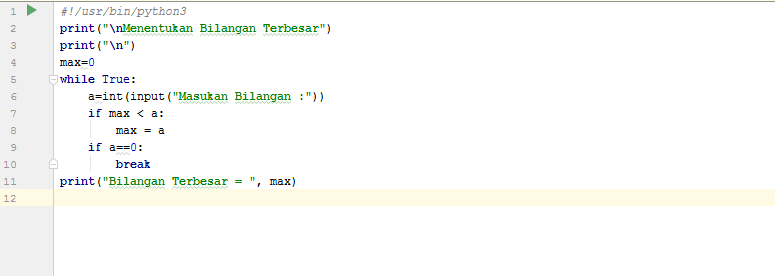 1 #!/usr/bin/python3
2 print("\nMenentukan Bilangan Terbesar")
3 print("\n")
4 max=0
5 while True:
6     a=int(input("Masukan Bilangan :"))
7     if max < a:
8         max = a
9     if a==0:
10         break
11 print("Bilangan Terbesar = ", max)
12